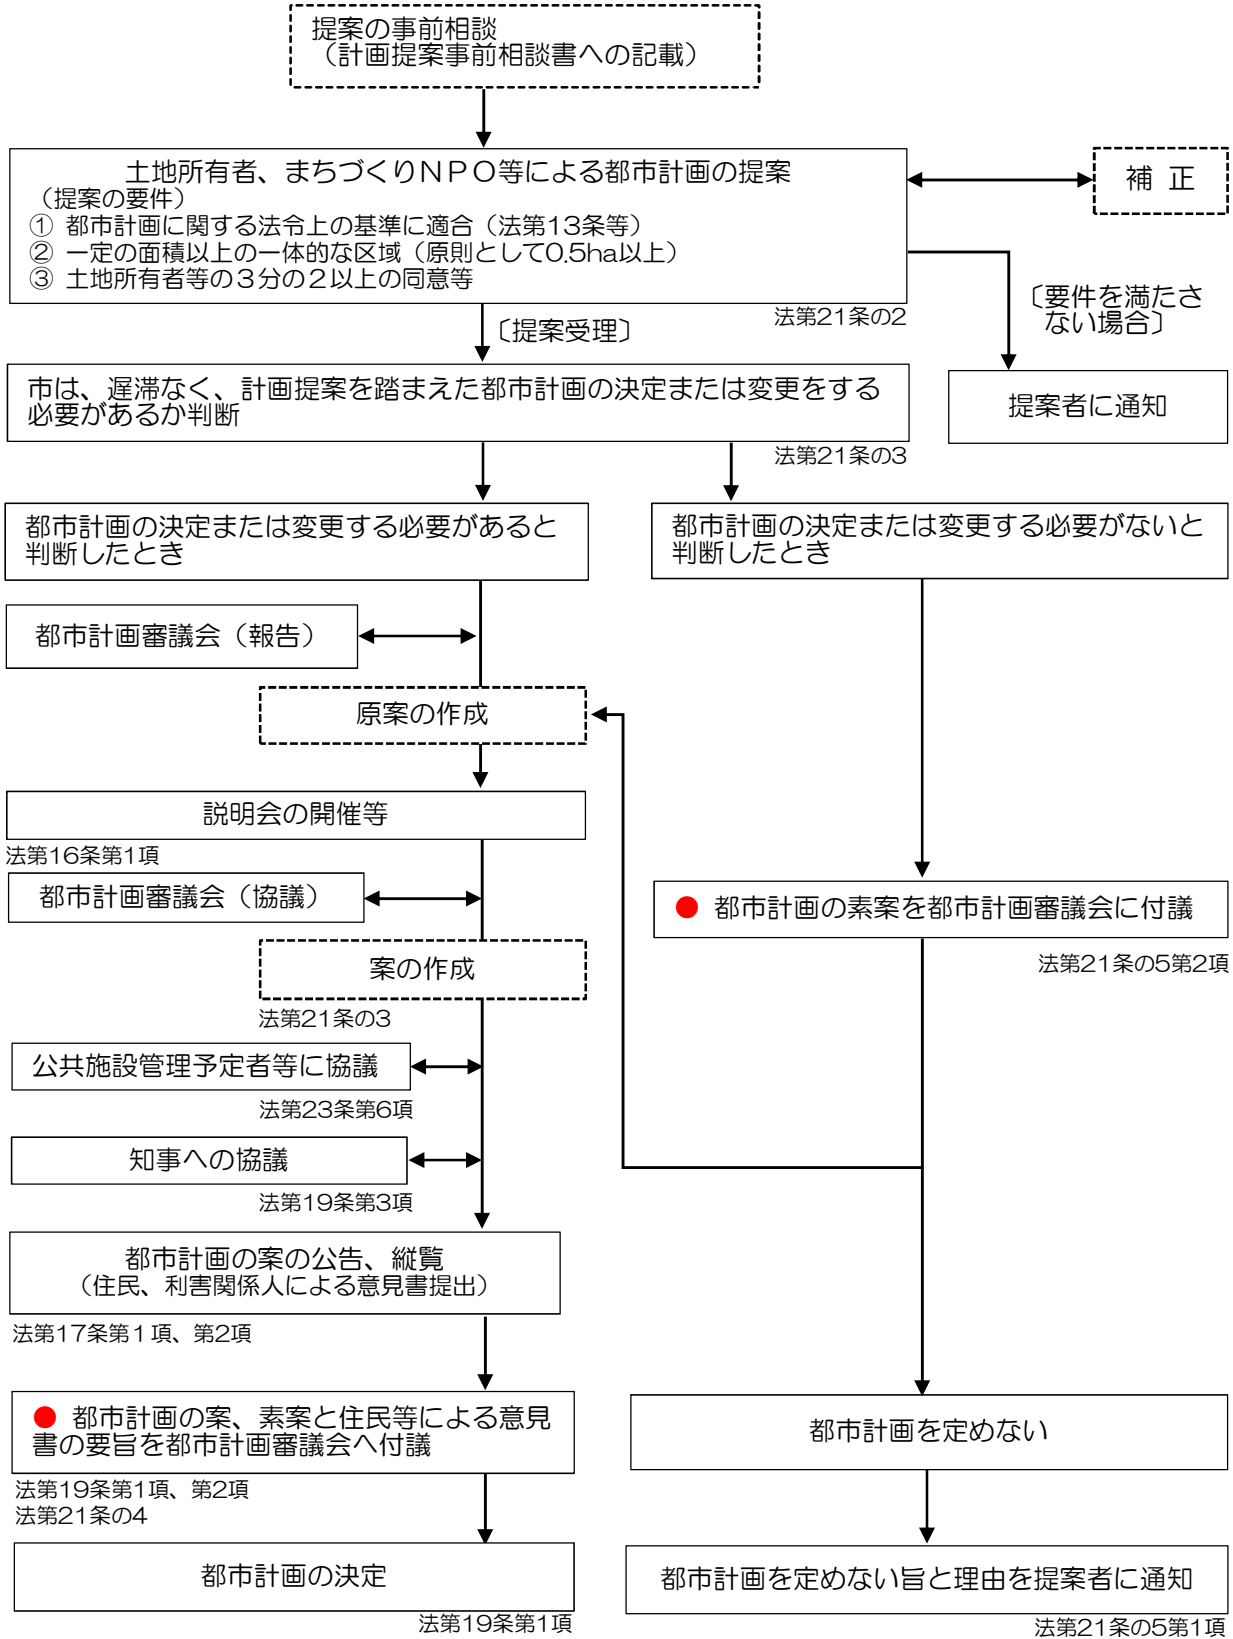 提案の事前相談
（計画提案事前相談書への記載）
土地所有者、まちづくりＮＰＯ等による都市計画の提案
（提案の要件）
① 都市計画に関する法令上の基準に適合（法第13条等）
② 一定の面積以上の一体的な区域（原則として0.5ha以上）
③ 土地所有者等の３分の２以上の同意等
補 正
法第21条の2
〔提案受理〕
〔要件を満たさ
ない場合〕
市は、遅滞なく、計画提案を踏まえた都市計画の決定または変更をする
必要があるか判断
提案者に通知
法第21条の3
都市計画の決定または変更する必要があると
判断したとき
都市計画の決定または変更する必要がないと
判断したとき
都市計画審議会（報告）
原案の作成
説明会の開催等
法第16条第1項
都市計画審議会（協議）
● 都市計画の素案を都市計画審議会に付議
法第21条の5第2項
案の作成
法第21条の3
公共施設管理予定者等に協議
法第23条第6項
知事への協議
法第19条第3項
都市計画の案の公告、縦覧
（住民、利害関係人による意見書提出）
法第17条第１項、第2項
● 都市計画の案、素案と住民等による意見
書の要旨を都市計画審議会へ付議
法第19条第1項、第2項
法第21条の4
都市計画を定めない
都市計画の決定
法第19条第1項
都市計画を定めない旨と理由を提案者に通知
法第21条の5第1項